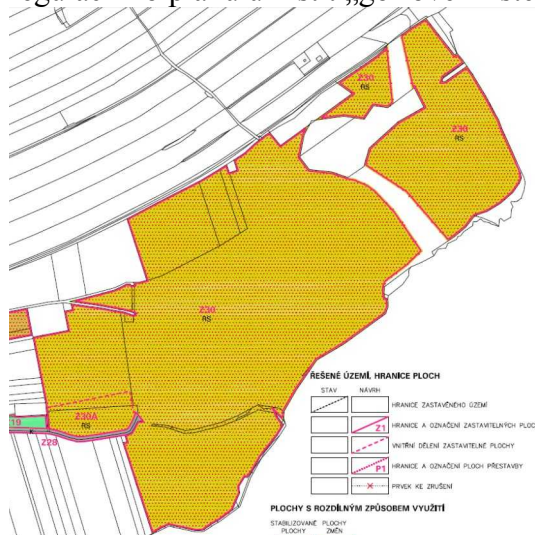 Z30
RS
Z30
RS
Z30
RS
Z30A
RS
Z19
Z28
ŘEŠENÉ ÚZEMÍ, HRANICE PLOCH
STAV NÁVRH
HRANICE ZASTAVĚNÉHO ÚZEMÍ
Z1 HRANICE A OZNAČENÍ ZASTAVITELNÝCH PLOC
VNITŘNÍ DĚLENÍ ZASTAVITELNÉ PLOCHY
P1 HRANICE A OZNAČENÍ PLOCH PŘESTAVBY
PRVEK KE ZRUŠENÍ
PLOCHY S ROZDÍLNÝM ZPŮSOBEM VYUŽITÍ
STABILIZOVANÉ PLOCHY
PLOCHY ZMĚN